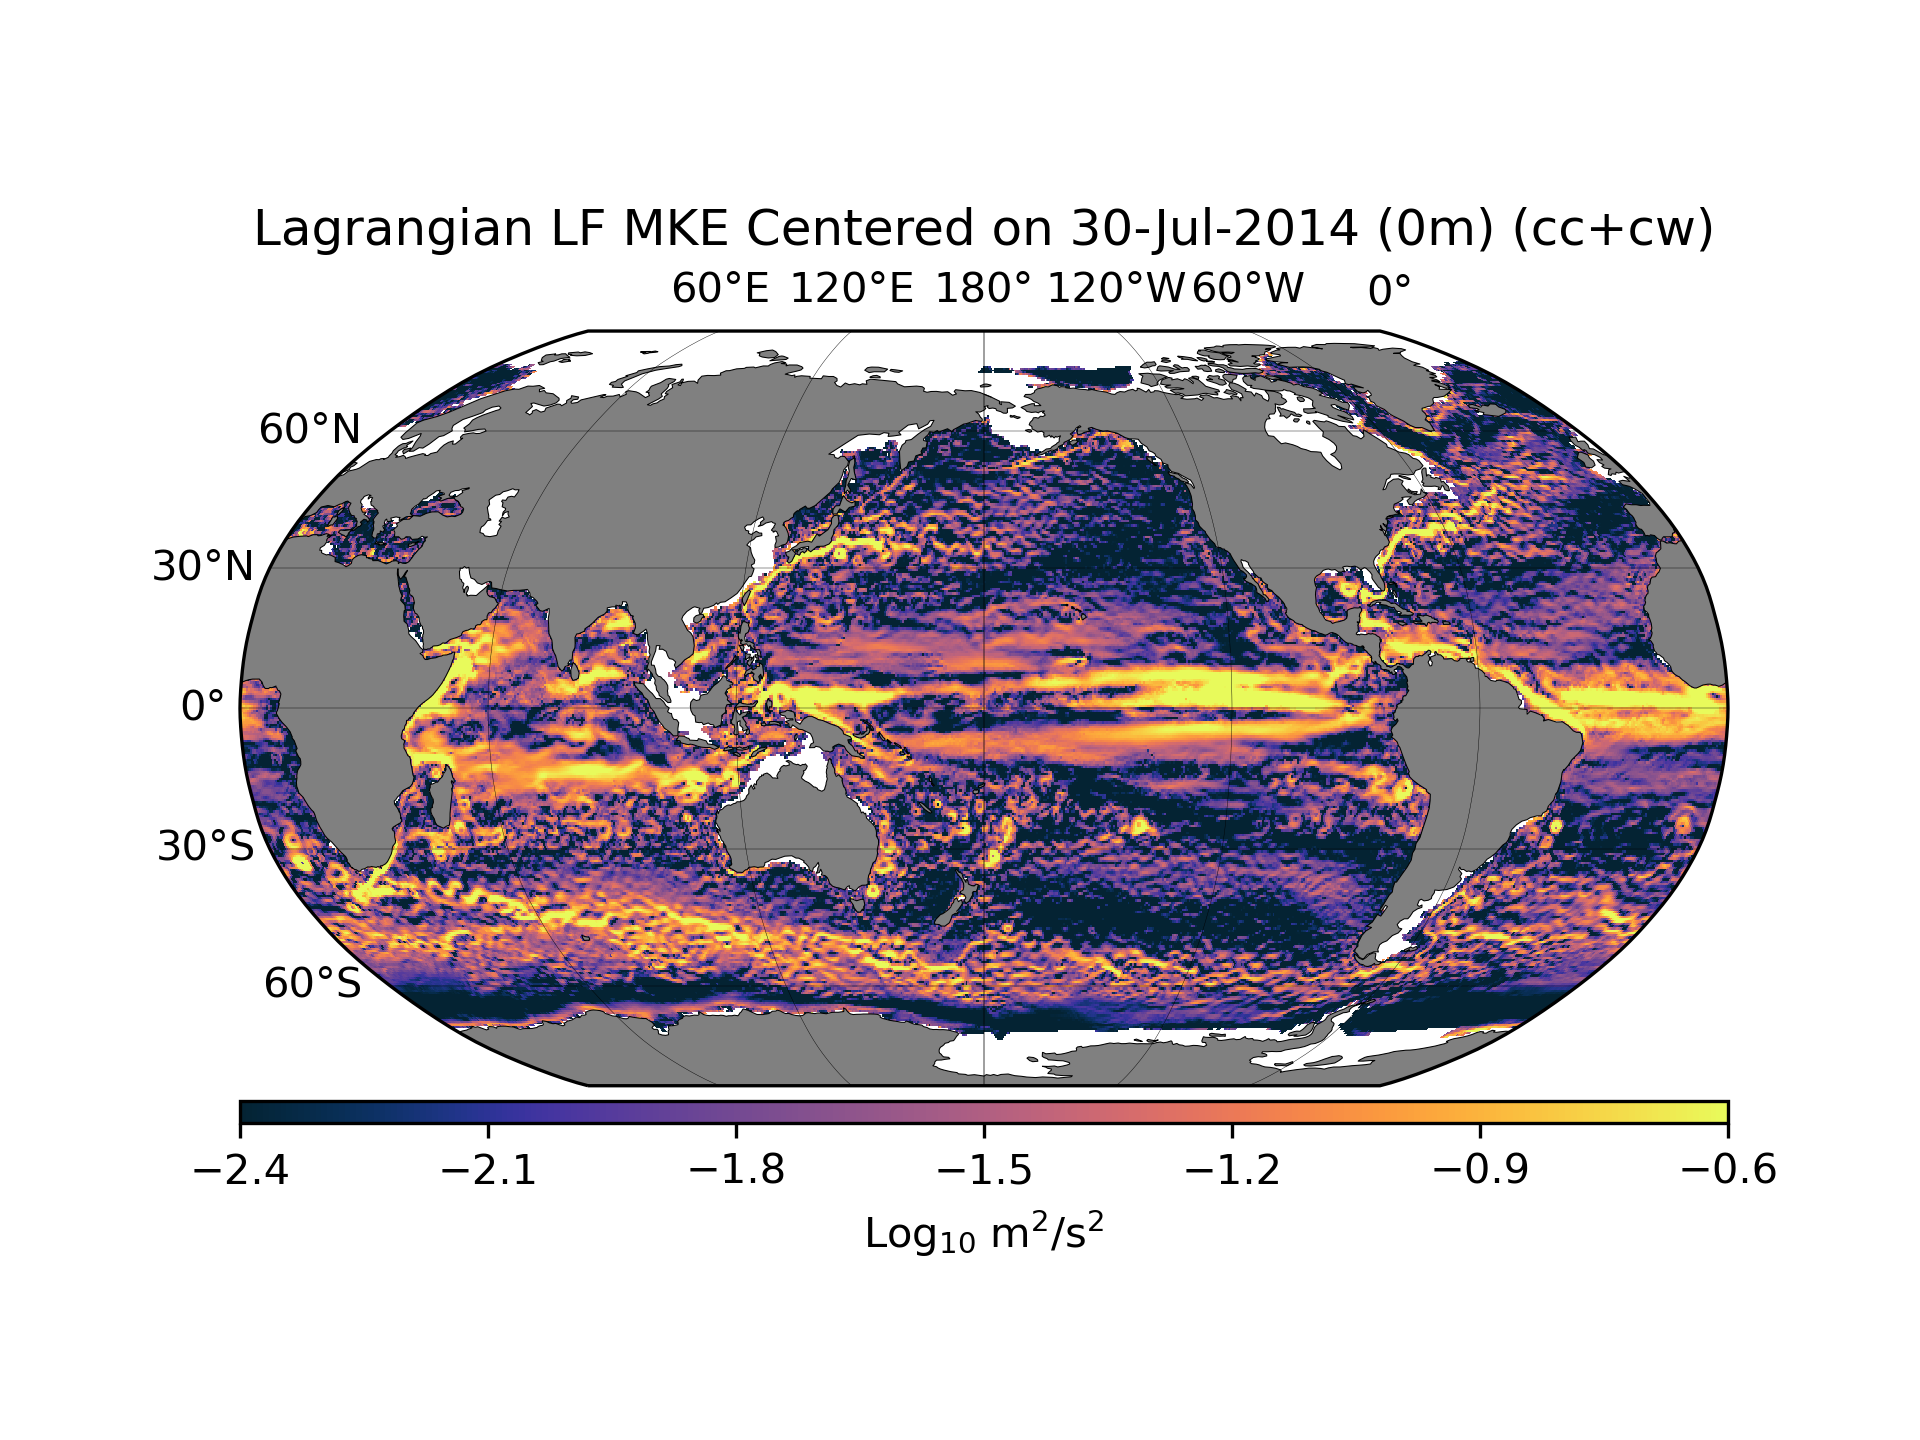 Lagrangian LF MKE Centered on 30-Jul-2014 (0m) (cc+cw)
60°E 120°E 180° 120°W 60°W 0°
60°N
30°N
0°
30°S
60°S
−2.4 −2.1 −1.8 −1.5 −1.2 −0.9 −0.6
Log₁₀ m²/s²